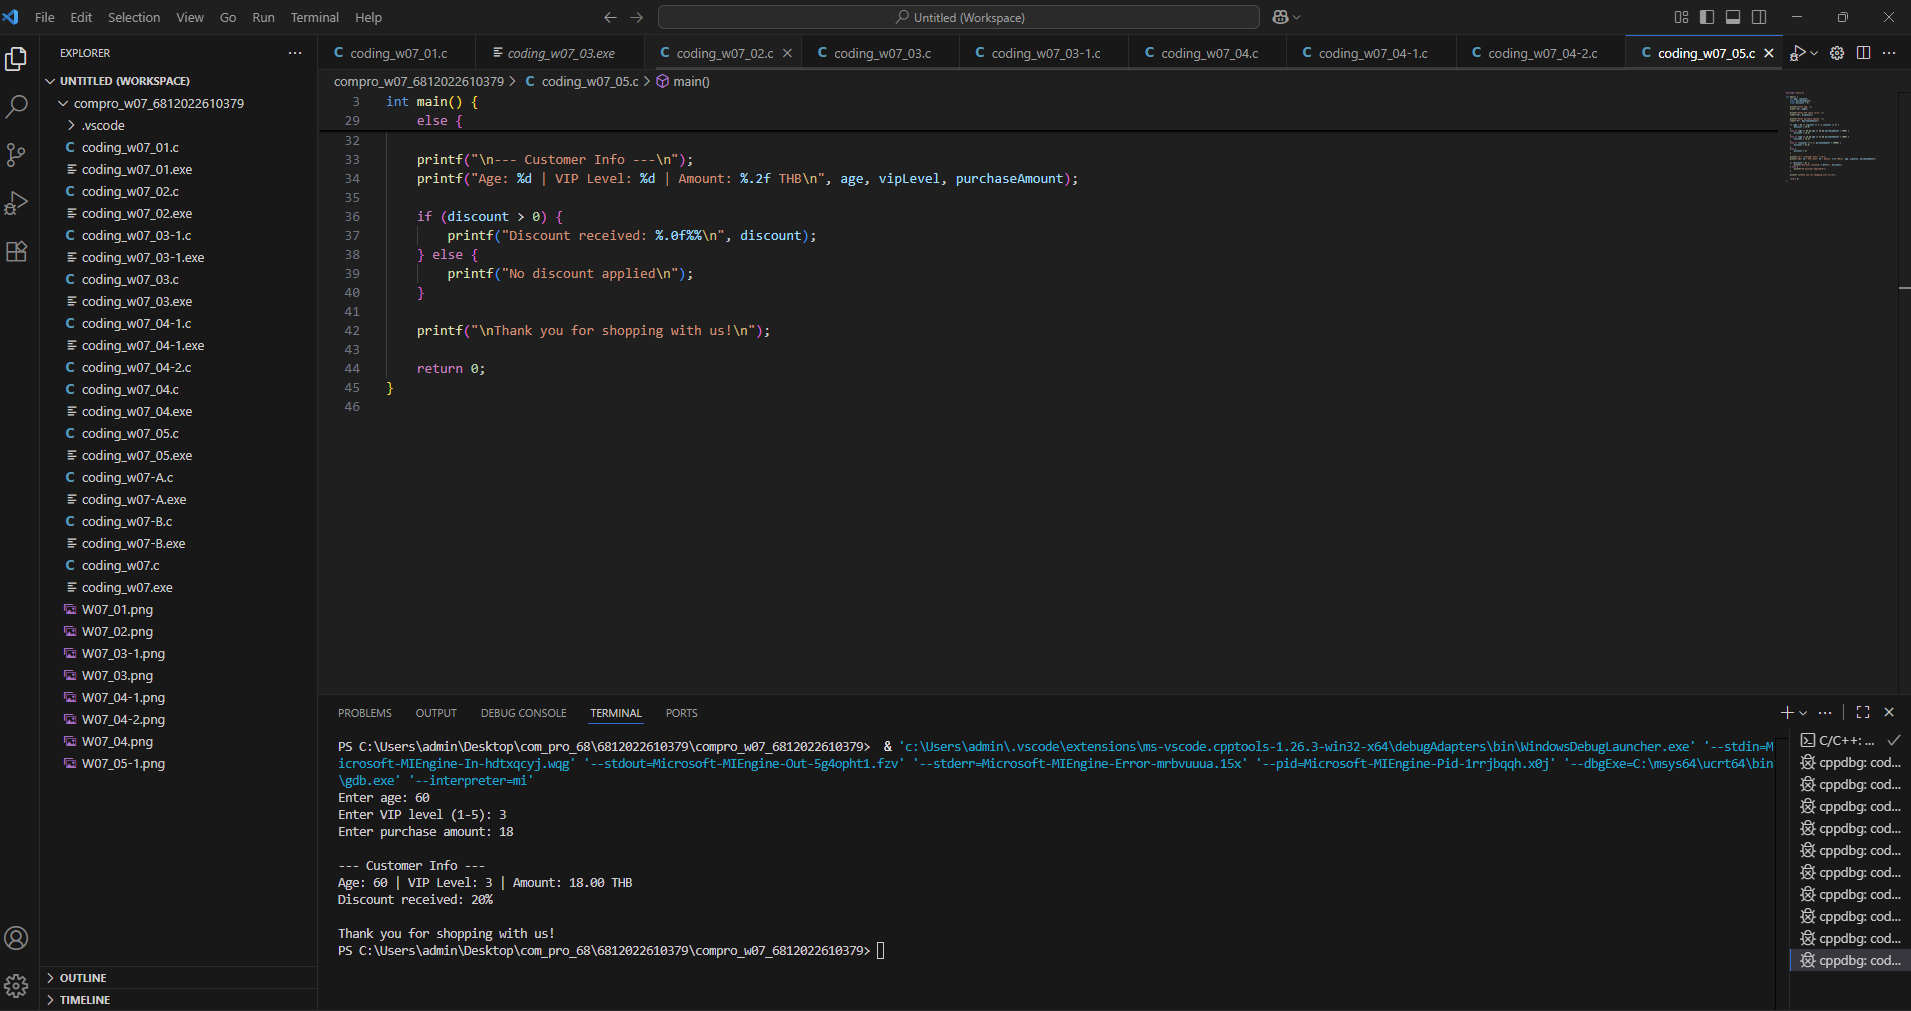 File Edit Selection View Go Run Terminal Help
Untitled (Workspace)
EXPLORER
UNTITLED (WORKSPACE)
compro_w07_6812022610379
.vscode
coding_w07_01.c
coding_w07_01.exe
coding_w07_02.c
coding_w07_02.exe
coding_w07_03-1.c
coding_w07_03-1.exe
coding_w07_03.c
coding_w07_03.exe
coding_w07_04-1.c
coding_w07_04-1.exe
coding_w07_04-2.c
coding_w07_04.c
coding_w07_04.exe
coding_w07_05.c
coding_w07_05.exe
coding_w07-A.c
coding_w07-A.exe
coding_w07-B.c
coding_w07-B.exe
coding_w07.c
coding_w07.exe
W07_01.png
W07_02.png
W07_03-1.png
W07_03.png
W07_04-1.png
W07_04-2.png
W07_04.png
W07_05-1.png
OUTLINE
TIMELINE
coding_w07_01.c coding_w07_03.exe coding_w07_02.c coding_w07_03.c coding_w07_03-1.c coding_w07_04.c coding_w07_04-1.c coding_w07_04-2.c coding_w07_05.c
compro_w07_6812022610379 > C coding_w07_05.c > main()
3 int main() {
29 else {
32
33 printf("\n--- Customer Info ---\n");
34 printf("Age: %d | VIP Level: %d | Amount: %.2f THB\n", age, vipLevel, purchaseAmount);
35
36 if (discount > 0) {
37 printf("Discount received: %.0f%%\n", discount);
38 } else {
39 printf("No discount applied\n");
40 }
41
42 printf("\nThank you for shopping with us!\n");
43
44 return 0;
45 }
46
PROBLEMS OUTPUT DEBUG CONSOLE TERMINAL PORTS
PS C:\Users\admin\Desktop\com_pro_68\6812022610379\compro_w07_6812022610379> & 'c:\Users\admin\.vscode\extensions\ms-vscode.cpptools-1.26.3-win32-x64\debugAdapters\bin\WindowsDebugLauncher.exe' '--stdin=M
icrosoft-MIEngine-In-hdtxqcyj.wqg' '--stdout=Microsoft-MIEngine-Out-5g4opht1.fzv' '--stderr=Microsoft-MIEngine-Error-mrbvuuua.15x' '--pid=Microsoft-MIEngine-Pid-1rrjbqqh.x0j' '--dbgExe=C:\msys64\ucrt64\bin
\gdb.exe' '--interpreter=mi'
Enter age: 60
Enter VIP level (1-5): 3
Enter purchase amount: 18
--- Customer Info ---
Age: 60 | VIP Level: 3 | Amount: 18.00 THB
Discount received: 20%
Thank you for shopping with us!
PS C:\Users\admin\Desktop\com_pro_68\6812022610379\compro_w07_6812022610379>
C/C++: ...
cppdbg: cod...
cppdbg: cod...
cppdbg: cod...
cppdbg: cod...
cppdbg: cod...
cppdbg: cod...
cppdbg: cod...
cppdbg: cod...
cppdbg: cod...
cppdbg: cod...